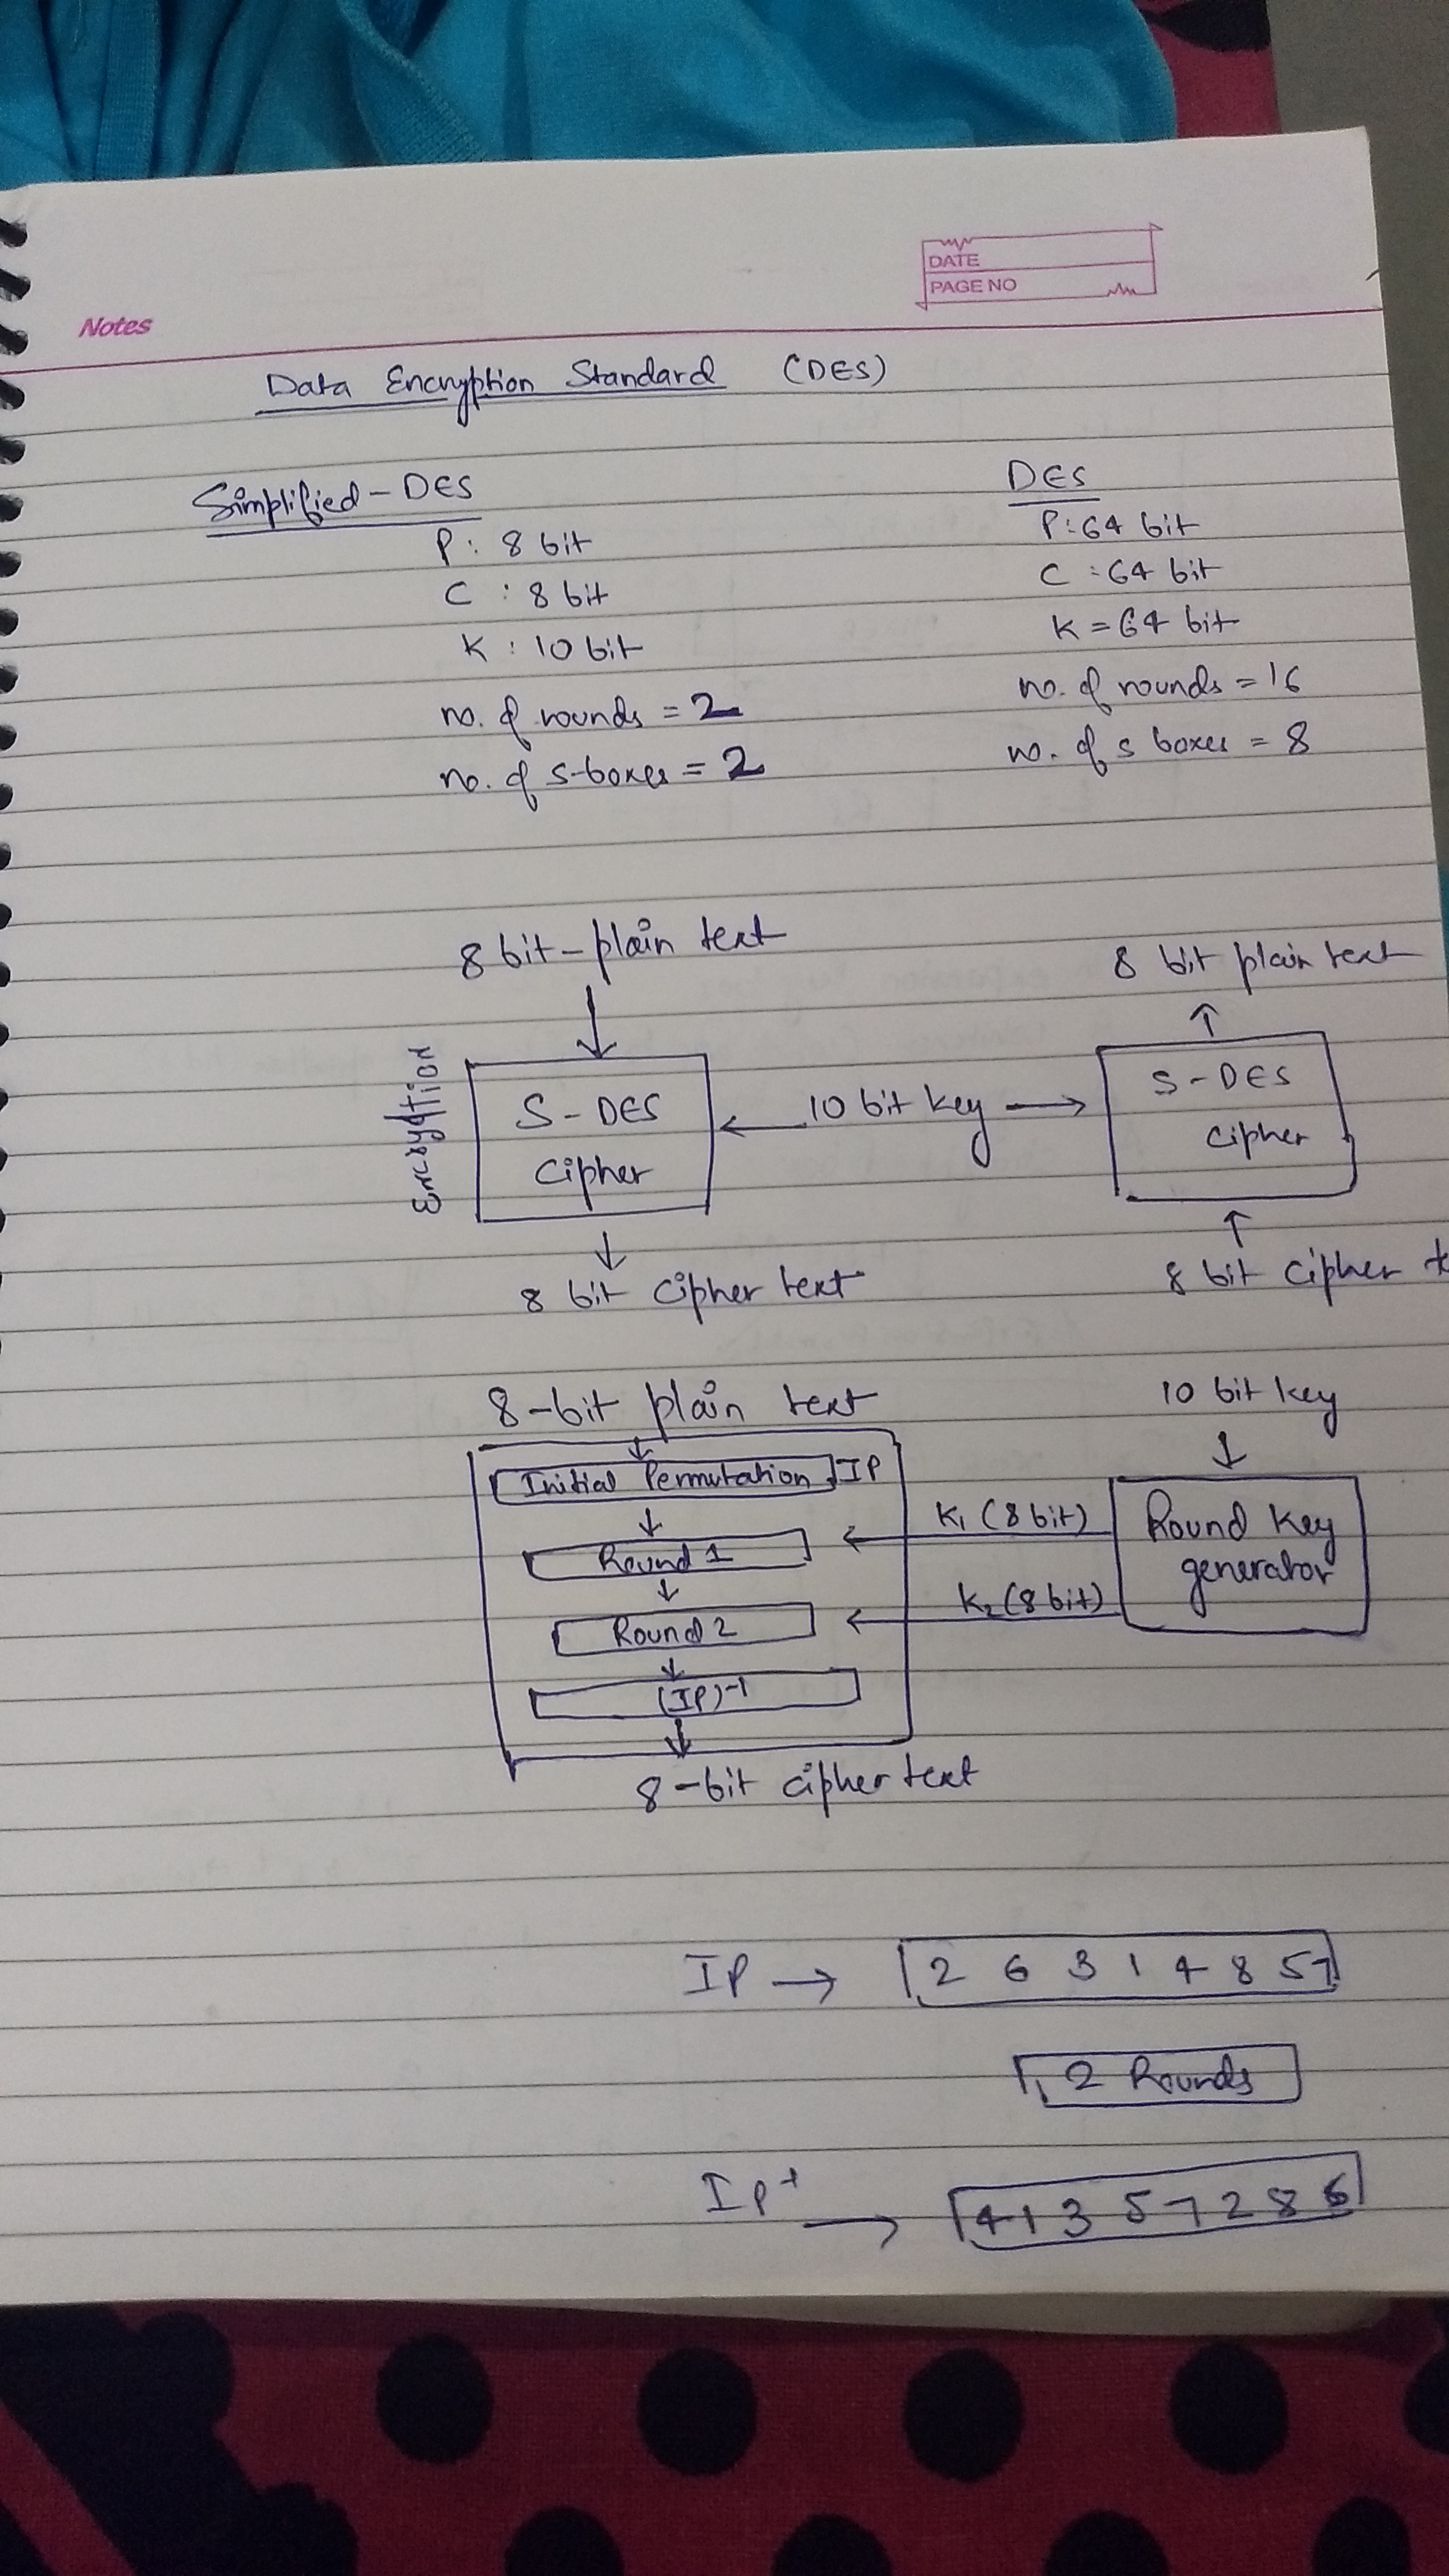 DATE
PAGE NO
Notes
Data Encryption Standard (DES)
Simplified - DES
P : 8 bit
C : 8 bit
K : 10 bit
no. of rounds = 2
no. of s-boxes = 2
DES
P : 64 bit
C : 64 bit
K = 64 bit
no. of rounds = 16
no. of s boxes = 8
8 bit - plain text
Encryption
S - DES
Cipher
8 bit cipher text
← 10 bit key →
8 bit plain text
S - DES
Cipher
8 bit cipher
8-bit plain text
Initial Permutation IP
Round 1
Round 2
(IP)⁻¹
8-bit cipher text
10 bit key
Round Key
generator
K₁ (8 bit)
K₂ (8 bit)
IP → 2 6 3 1 4 8 5 7
2 Rounds
IP⁻¹ → 4 1 3 5 7 2 8 6